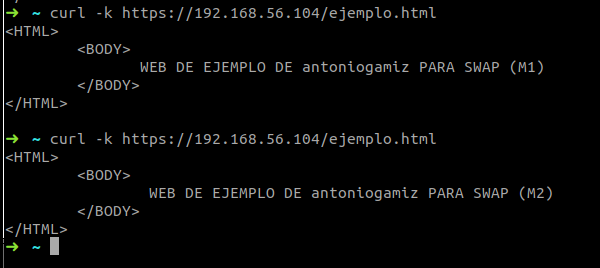 ➜ ~ curl -k https://192.168.56.104/ejemplo.html
<HTML>
        <BODY>
               WEB DE EJEMPLO DE antoniogamiz PARA SWAP (M1)
        </BODY>
</HTML>

➜ ~ curl -k https://192.168.56.104/ejemplo.html
<HTML>
        <BODY>
                WEB DE EJEMPLO DE antoniogamiz PARA SWAP (M2)
        </BODY>
</HTML>
➜ ~